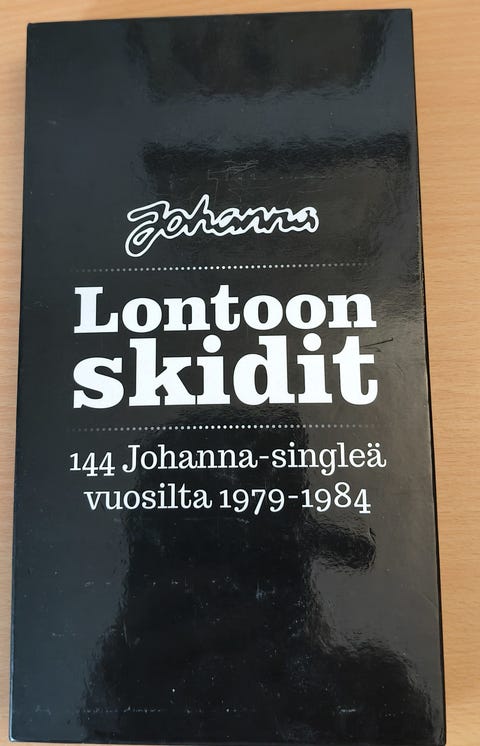 Johanna
Lontoon
skidit
144 Johanna-singleä
vuosilta 1979-1984